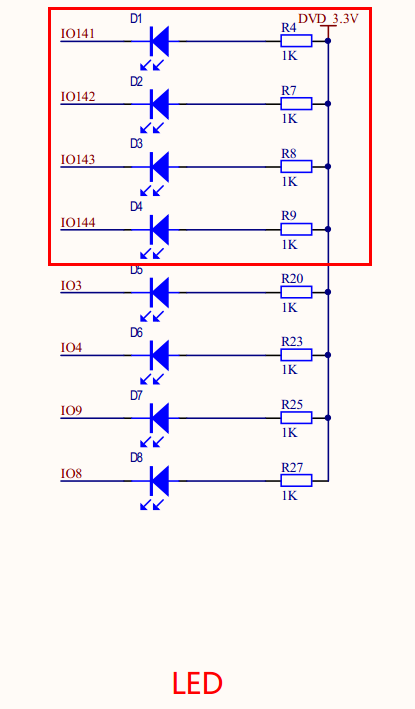 D1 DVD_3.3V
IO141 R4
1K
D2
IO142 R7
1K
D3
IO143 R8
1K
D4
IO144 R9
1K
D5
IO3 R20
1K
D6
IO4 R23
1K
D7
IO9 R25
1K
D8
IO8 R27
1K
LED